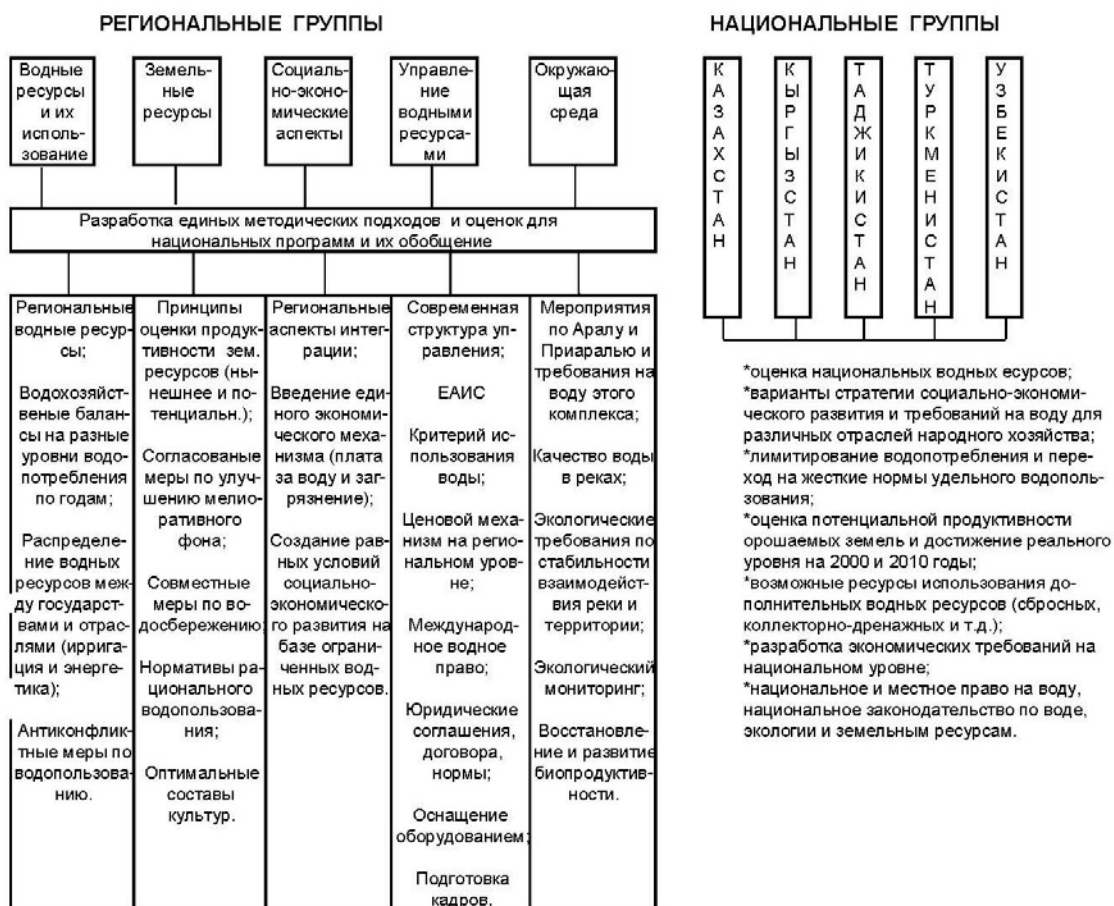 РЕГИОНАЛЬНЫЕ ГРУППЫ
Водные
ресурсы
и их
исполь-
зование
Земель-
ные
ресурсы
Социаль-
но-эконо-
мические
аспекты
Управле-
ние
водными
ресурса-
ми
Окружаю-
щая
среда
Разработка единых методических подходов и оценок для
национальных программ и их обобщение
Региональные
водные ресур-
сы;
Водохозяйст-
веные балан-
сы на разные
уровни водо-
потребления
по годам;
Распределе-
ние водных
ресурсов меж-
ду государст-
вами и отрас-
лями (иррига-
ция и энерге-
тика);
Антиконфлик-
тные меры по
водопользова-
нию.
Принципы
оценки продук-
тивности зем.
ресурсов (ны-
нешнее и по-
тенциальн.);
Согласованые
меры по улуч-
шению мелио-
ративного
фона;
Совместные
меры по во-
досбережению;
Нормативы ра-
ционального
водопользова-
ния;
Оптимальные
составы
культур.
Региональные
аспекты интег-
рации;
Введение еди-
ного экономи-
ческого меха-
низма (плата
за воду и заг-
рязнение);
Создание рав-
ных условий
социально-
экономическо-
го развития на
базе ограни-
ченных вод-
ных ресурсов.
Современная
структура уп-
равления;
ЕАИС
Критерий ис-
пользования
воды;
Ценовой меха-
низм на регио-
нальном уров-
не;
Международ-
ное водное
право;
Юридические
соглашения,
договора,
нормы;
Оснащение
оборудованием;
Подготовка
кадров.
Мероприятия
по Аралу и
Приаралью и
требования на
воду этого
комплекса;
Качество воды
в реках;
Экологические
требования по
стабильности
взаимодейст-
вия реки и
территории;
Экологический
мониторинг;
Восстановле-
ние и развитие
биопродуктив-
ности.
НАЦИОНАЛЬНЫЕ ГРУППЫ
КАЗАХСТАН
КЫРГЫЗСТАН
ТАДЖИКИСТАН
ТУРКМЕНИСТАН
УЗБЕКИСТАН
*оценка национальных водных есурсов;
*варианты стратегии социально-экономи-
ческого развития и требований на воду для
различных отраслей народного хозяйства;
*лимитирование водопотребления и пере-
ход на жесткие нормы удельного водополь-
зования;
*оценка потенциальной продуктивности
орошаемых земель и достижение реального
уровня на 2000 и 2010 годы;
*возможные ресурсы использования до-
полнительных водных ресурсов (сбросных,
коллекторно-дренажных и т.д.);
*разработка экономических требований на
национальном уровне;
*национальное и местное право на воду,
национальное законодательство по воде,
экологии и земельным ресурсам.